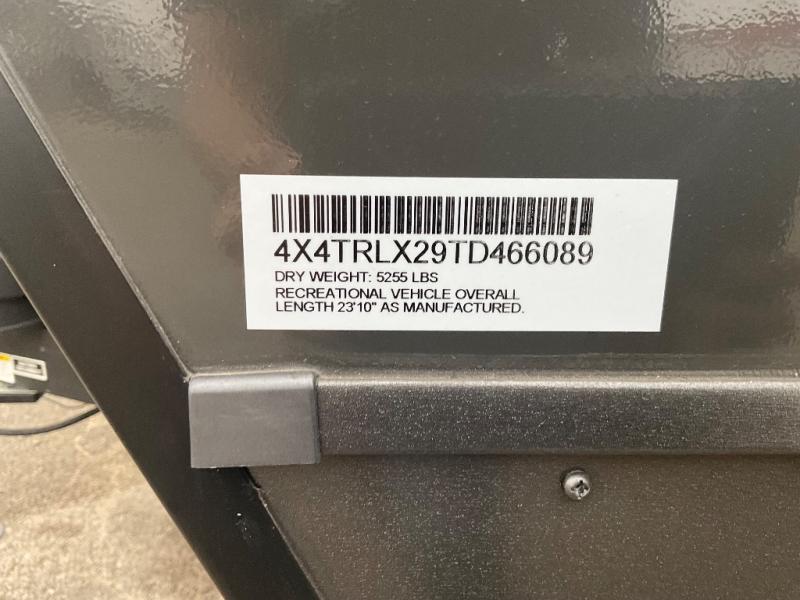 4X4TRLX29TD466089
DRY WEIGHT: 5255 LBS
RECREATIONAL VEHICLE OVERALL
LENGTH 23'10" AS MANUFACTURED.